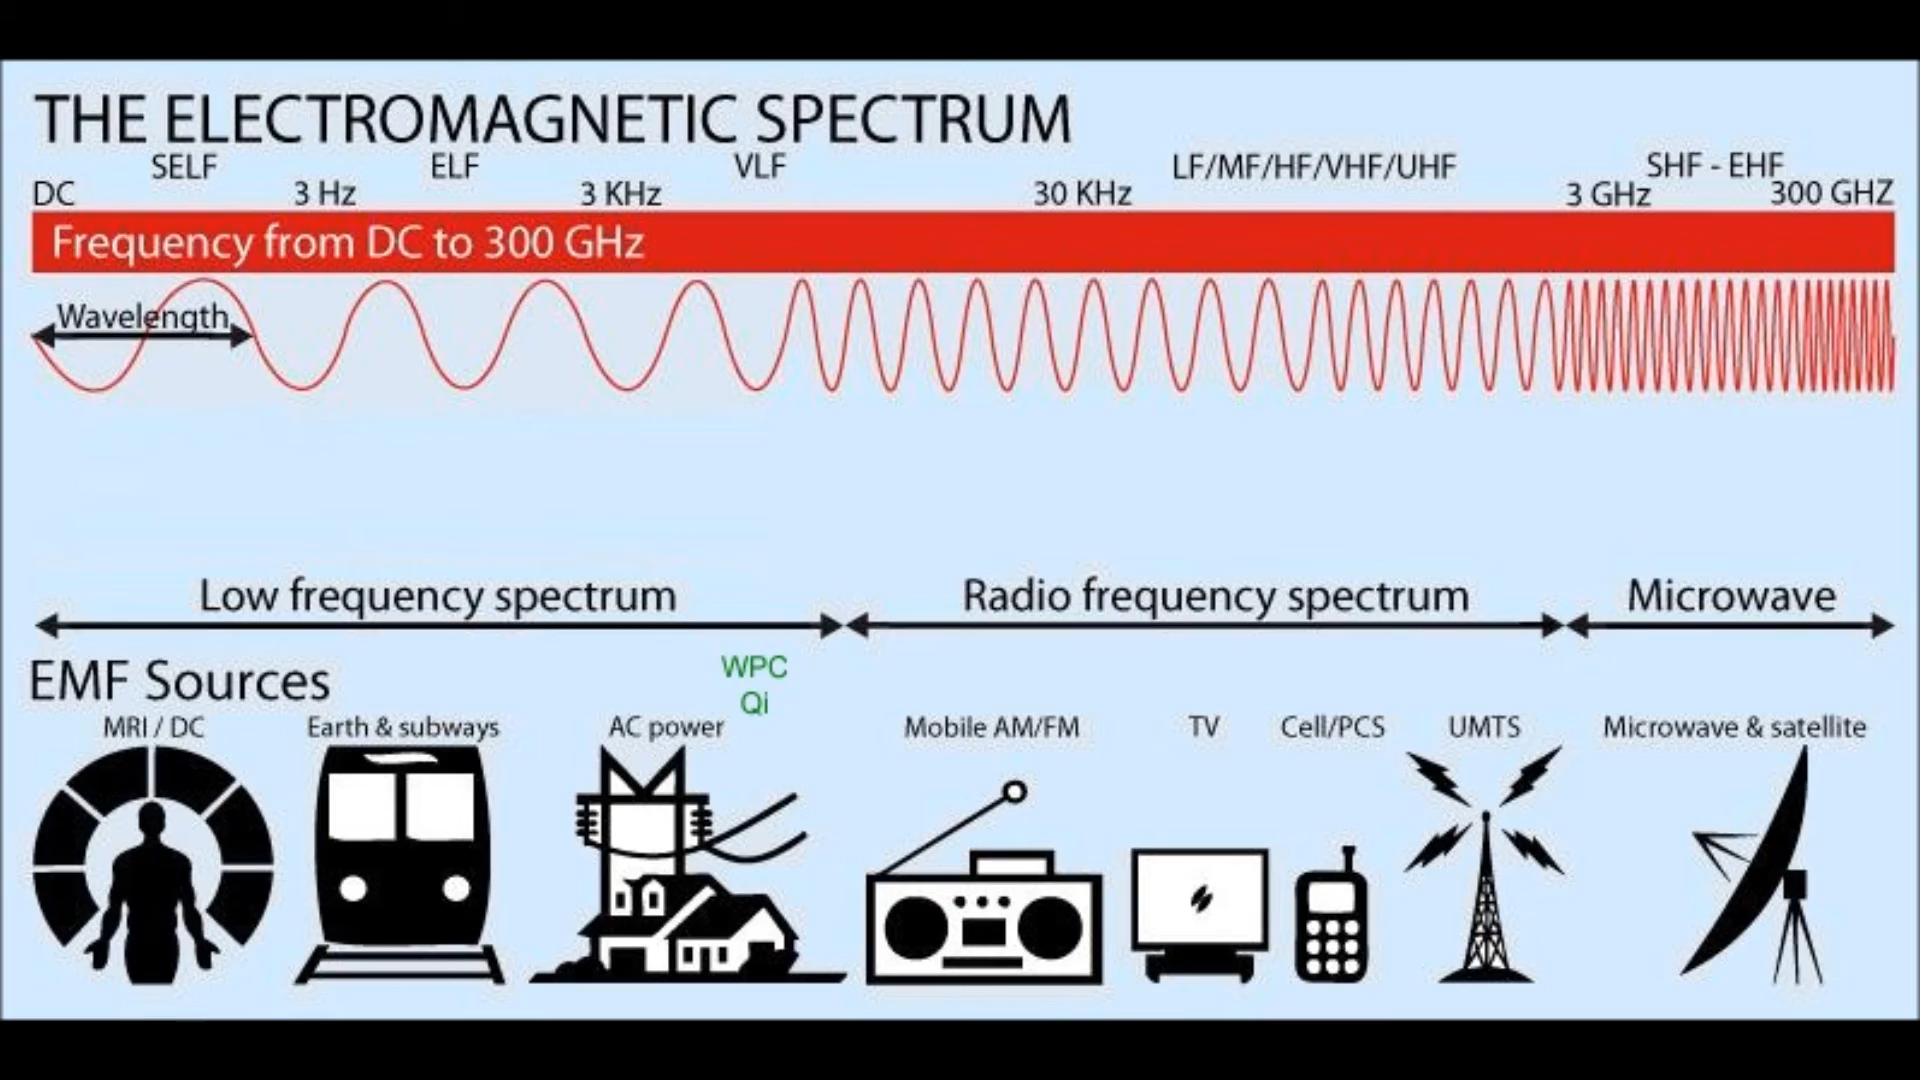 THE ELECTROMAGNETIC SPECTRUM
SELF ELF VLF LF/MF/HF/VHF/UHF SHF - EHF
DC 3 Hz 3 KHz 30 KHz 3 GHz 300 GHZ
Frequency from DC to 300 GHz
Wavelength
Low frequency spectrum Radio frequency spectrum Microwave
WPC
EMF Sources
Qi
MRI / DC Earth & subways AC power Mobile AM/FM TV Cell/PCS UMTS Microwave & satellite